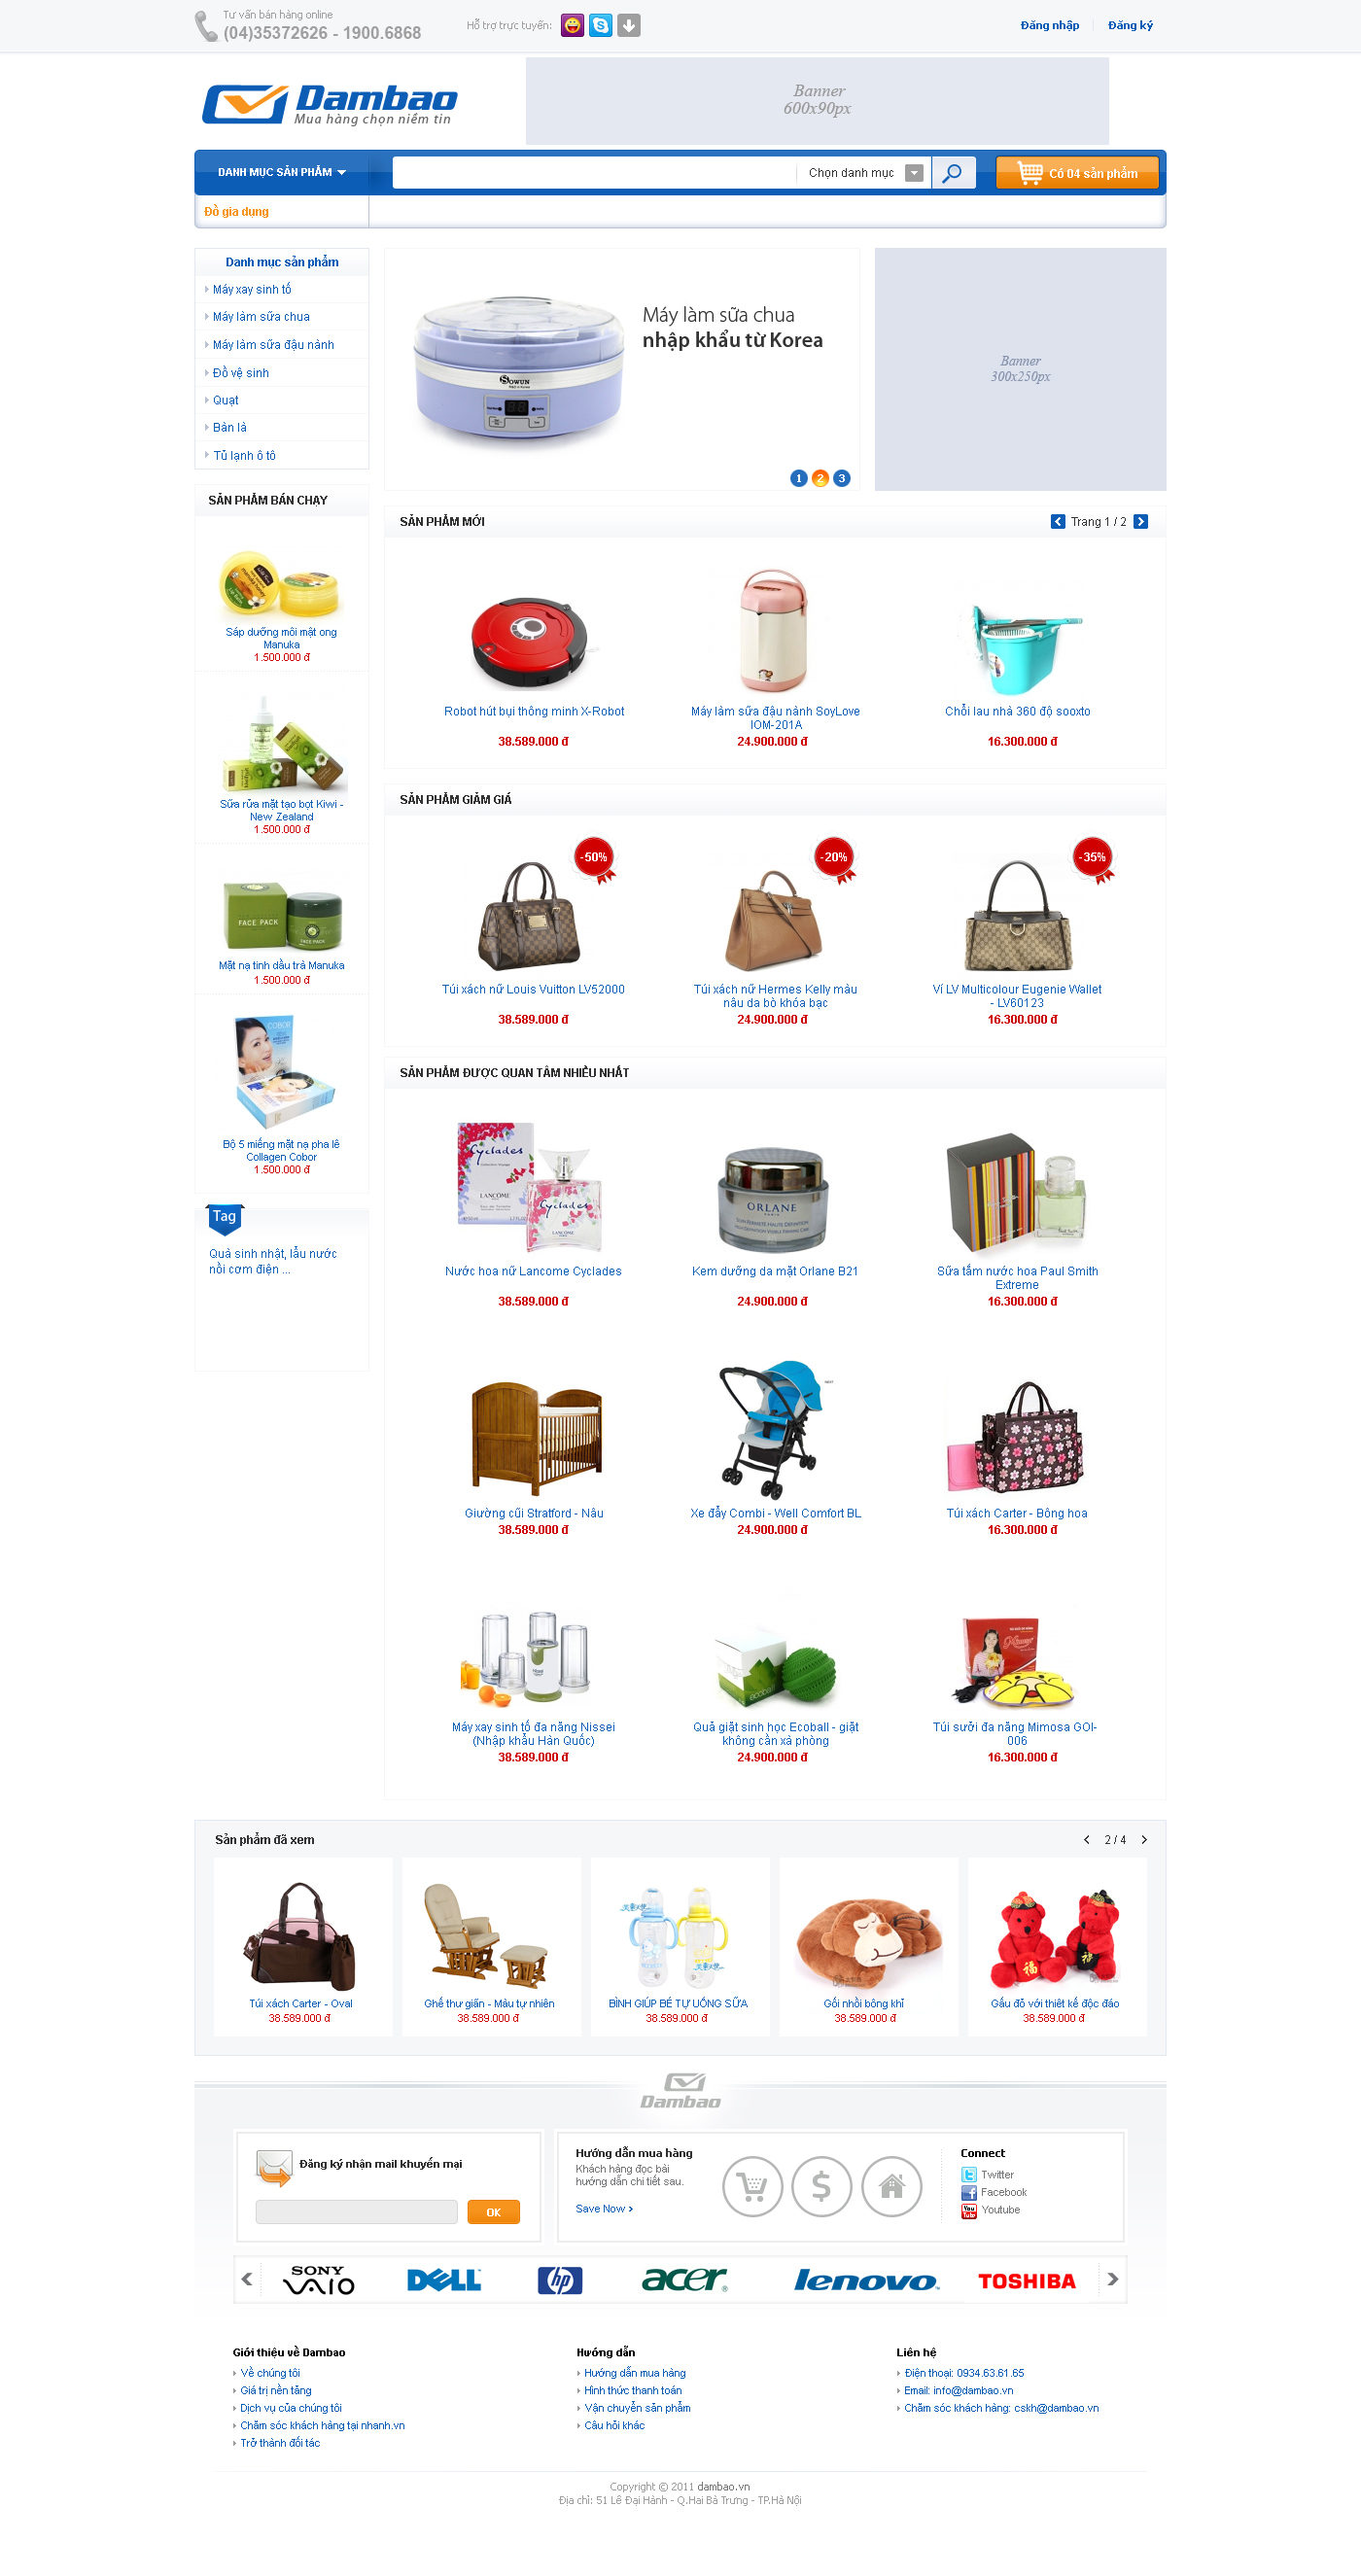 Tư vấn bán hàng online
(04)35372626 - 1900.6868
Hỗ trợ trực tuyến:
Đăng nhập
Đăng ký
Dambao
Mua hàng chọn niềm tin
Banner
600x90px
DANH MỤC SẢN PHẨM
Chọn danh mục
Có 04 sản phẩm
Đồ gia dụng
Danh mục sản phẩm
Máy xay sinh tố
Máy làm sữa chua
Máy làm sữa đậu nành
Đồ vệ sinh
Quạt
Bàn là
Tủ lạnh ô tô
Máy làm sữa chua
nhập khẩu từ Korea
SOWUN
1 2 3
Banner
300x250px
SẢN PHẨM BÁN CHẠY
Sáp dưỡng môi mật ong
Manuka
1.500.000 đ
Sữa rửa mặt tạo bọt Kiwi -
New Zealand
1.500.000 đ
FACE PACK
FACE PACK
Mặt nạ tinh dầu trà Manuka
1.500.000 đ
COBOR
Bộ 5 miếng mặt nạ pha lê
Collagen Cobor
1.500.000 đ
Tag
Quà sinh nhật, lẩu nước
nồi cơm điện ...
SẢN PHẨM MỚI
Trang 1 / 2
Robot hút bụi thông minh X-Robot
38.589.000 đ
Máy làm sữa đậu nành SoyLove
IOM-201A
24.900.000 đ
Chổi lau nhà 360 độ sooxto
16.300.000 đ
SẢN PHẨM GIẢM GIÁ
-50%
-20%
-35%
Túi xách nữ Louis Vuitton LV52000
38.589.000 đ
Túi xách nữ Hermes Kelly màu
nâu da bò khóa bạc
24.900.000 đ
Ví LV Multicolour Eugenie Wallet
- LV60123
16.300.000 đ
SẢN PHẨM ĐƯỢC QUAN TÂM NHIỀU NHẤT
Cyclades
LANCÔME
Cyclades
LANCÔME
ORLANE
PARIS
Nước hoa nữ Lancome Cyclades
38.589.000 đ
Kem dưỡng da mặt Orlane B21
24.900.000 đ
Sữa tắm nước hoa Paul Smith
Extreme
16.300.000 đ
Giường cũi Stratford - Nâu
38.589.000 đ
Xe đẩy Combi - Well Comfort BL
24.900.000 đ
Túi xách Carter - Bông hoa
16.300.000 đ
ecoball
Máy xay sinh tố đa năng Nissei
(Nhập khẩu Hàn Quốc)
38.589.000 đ
Quả giặt sinh học Ecoball - giặt
không cần xà phòng
24.900.000 đ
Mimosa
Túi sưởi đa năng Mimosa GOI-
006
16.300.000 đ
Sản phẩm đã xem
2 / 4
Túi xách Carter - Oval
38.589.000 đ
Ghế thư giãn - Màu tự nhiên
38.589.000 đ
BÌNH GIÚP BÉ TỰ UỐNG SỮA
38.589.000 đ
Gối nhồi bông khỉ
38.589.000 đ
福
福
Gấu đỏ với thiết kế độc đáo
38.589.000 đ
Dambao
Đăng ký nhận mail khuyến mại
OK
Hướng dẫn mua hàng
Khách hàng đọc bài
hướng dẫn chi tiết sau.
Save Now
Connect
Twitter
Facebook
Youtube
SONY
VAIO
DELL
hp
acer
lenovo
TOSHIBA
Giới thiệu về Dambao
Về chúng tôi
Giá trị nền tảng
Dịch vụ của chúng tôi
Chăm sóc khách hàng tại nhanh.vn
Trở thành đối tác
Hướng dẫn
Hướng dẫn mua hàng
Hình thức thanh toán
Vận chuyển sản phẩm
Câu hỏi khác
Liên hệ
Điện thoại: 0934.63.61.65
Email: info@dambao.vn
Chăm sóc khách hàng: cskh@dambao.vn
Copyright © 2011 dambao.vn
Địa chỉ: 51 Lê Đại Hành - Q.Hai Bà Trưng - TP.Hà Nội